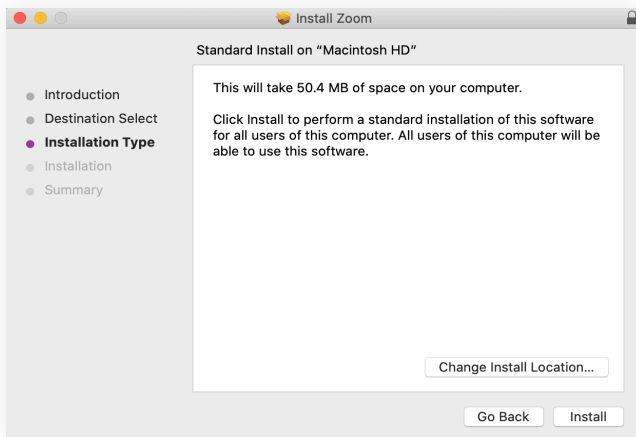 Install Zoom
Standard Install on “Macintosh HD”
Introduction
Destination Select
Installation Type
Installation
Summary
This will take 50.4 MB of space on your computer.
Click Install to perform a standard installation of this software
for all users of this computer. All users of this computer will be
able to use this software.
Change Install Location...
Go Back
Install